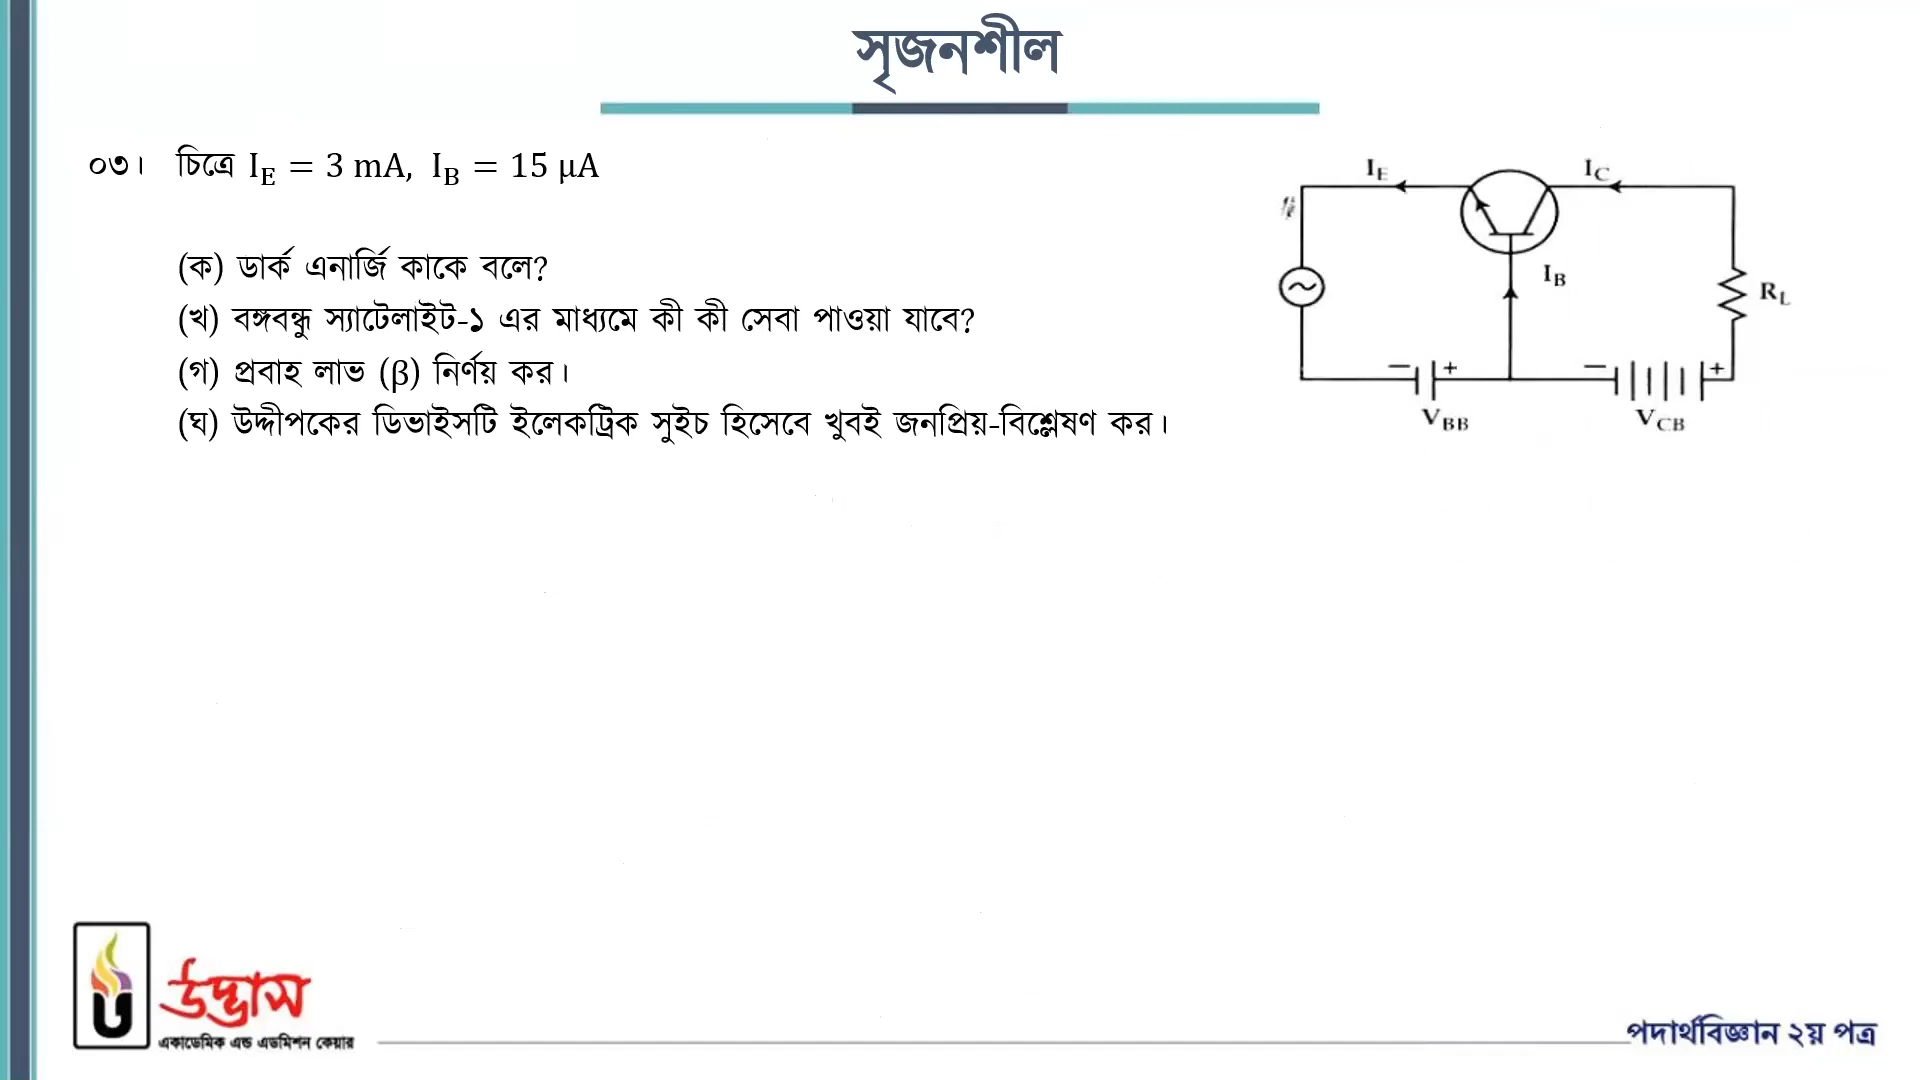 সৃজনশীল
০৩। চিত্রে I_E = 3 mA, I_B = 15 μA
(ক) ডার্ক এনার্জি কাকে বলে?
(খ) বঙ্গবন্ধু স্যাটেলাইট-১ এর মাধ্যমে কী কী সেবা পাওয়া যাবে?
(গ) প্রবাহ লাভ (β) নির্ণয় কর।
(ঘ) উদ্দীপকের ডিভাইসটি ইলেকট্রিক সুইচ হিসেবে খুবই জনপ্রিয়-বিশ্লেষণ কর।
I_E I_C
I_B
R_L
− + − +
V_BB V_CB
উদ্ভাস
একাডেমিক এন্ড এডমিশন কেয়ার
পদার্থবিজ্ঞান ২য় পত্র